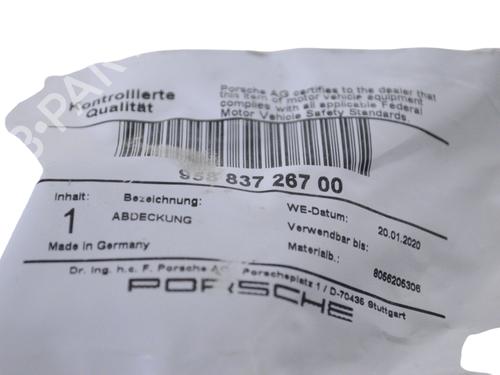 B-PARTS
Kontrollierte
Qualität
Porsche AG certifies to the dealer that
this item of motor vehicle equipment
complies with all applicable Federal
Motor Vehicle Safety Standards.
958 837 267 00
Inhalt:
1
Bezeichnung:
ABDECKUNG
Made in Germany
WE-Datum: 20.01.2020
Verwendbar bis:
Materialb.: 8056206306
Dr. Ing. h.c. F. Porsche AG, Porscheplatz 1 / D-70435 Stuttgart
PORSCHE